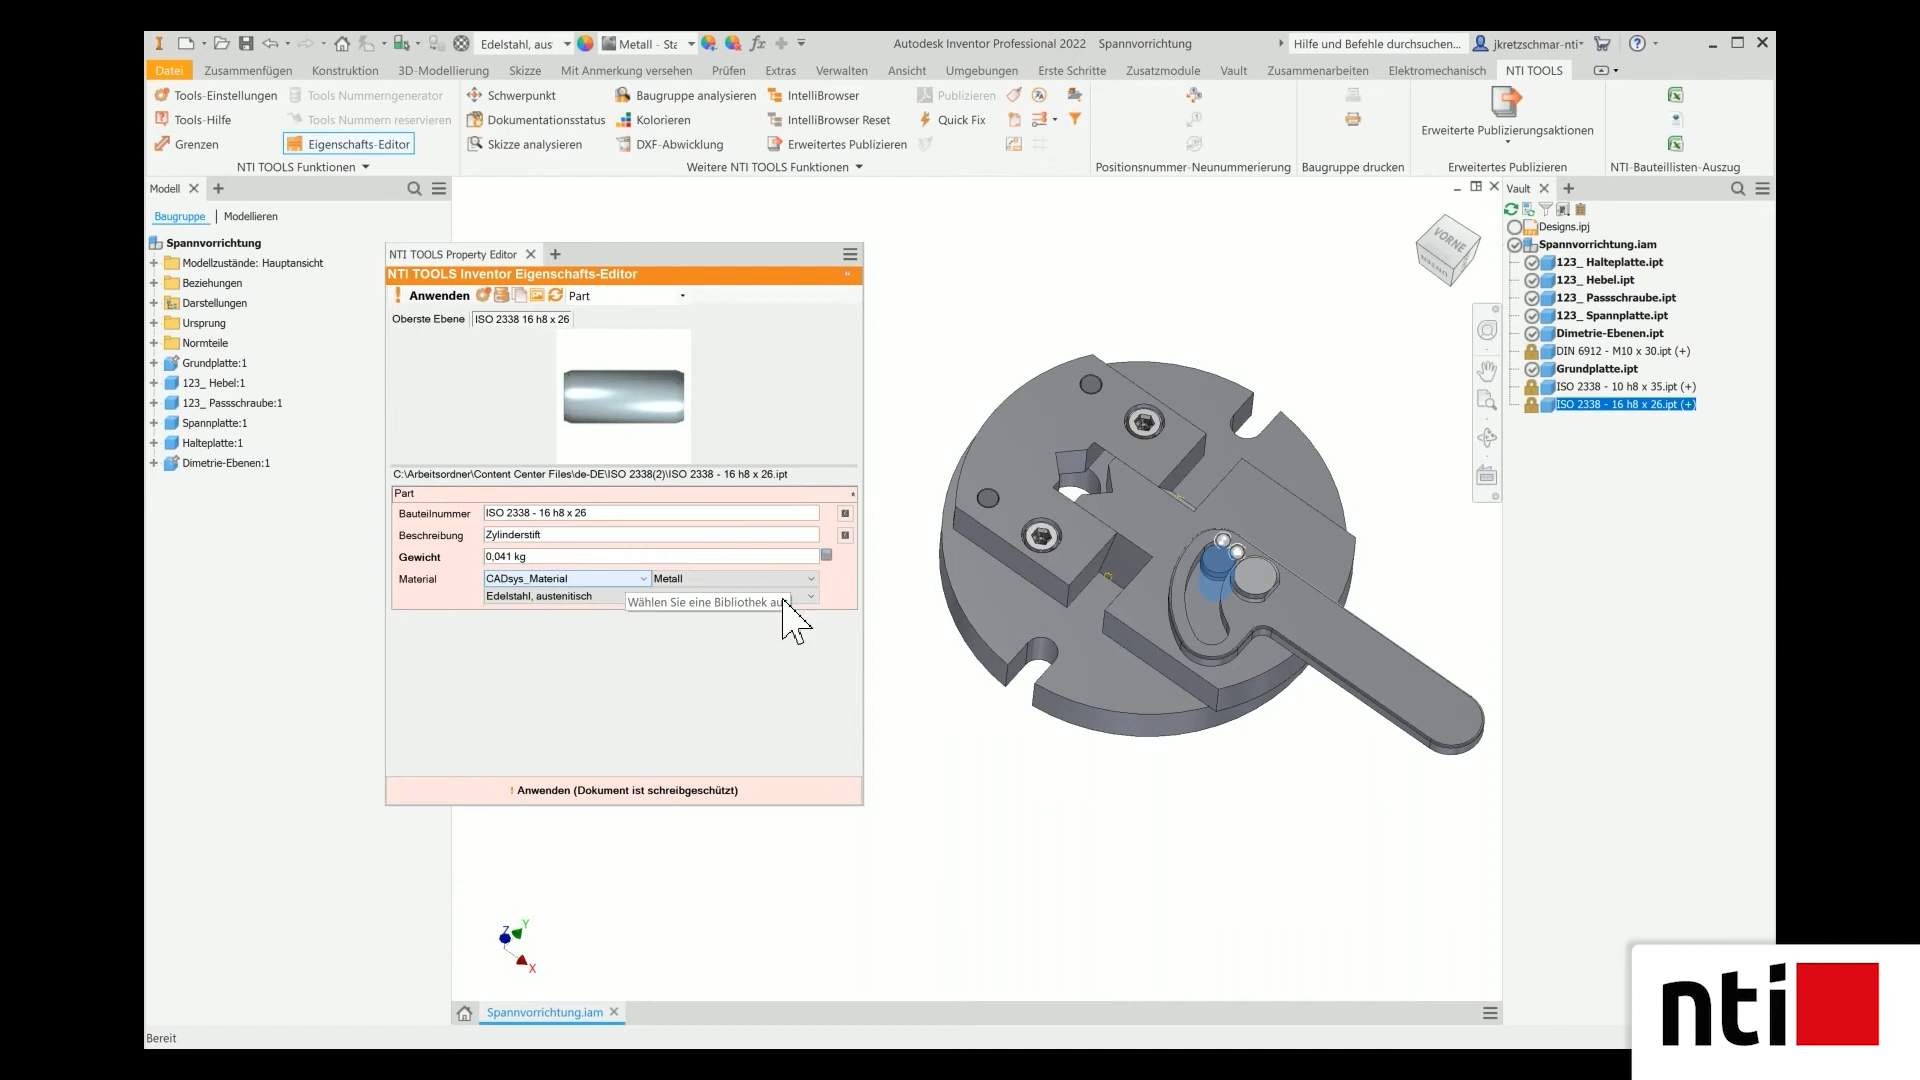 Edelstahl, aus
Metall - Sta
fx
Autodesk Inventor Professional 2022 Spannvorrichtung
Hilfe und Befehle durchsuchen...
jkretzschmar-nti
Datei Zusammenfügen Konstruktion 3D-Modellierung Skizze Mit Anmerkung versehen Prüfen Extras Verwalten Ansicht Umgebungen Erste Schritte Zusatzmodule Vault Zusammenarbeiten Elektromechanisch NTI TOOLS
Tools-Einstellungen
Tools Nummerngenerator
Tools-Hilfe
Tools Nummern reservieren
Grenzen
Eigenschafts-Editor
NTI TOOLS Funktionen
Schwerpunkt
Baugruppe analysieren
IntelliBrowser
Publizieren
Dokumentationsstatus
Kolorieren
IntelliBrowser Reset
Quick Fix
Skizze analysieren
DXF-Abwicklung
Erweitertes Publizieren
Weitere NTI TOOLS Funktionen
Positionsnummer-Neunummerierung
Baugruppe drucken
Erweiterte Publizierungsaktionen
Erweitertes Publizieren
NTI-Bauteillisten-Auszug
Modell
Baugruppe | Modellieren
Spannvorrichtung
Modellzustände: Hauptansicht
Beziehungen
Darstellungen
Ursprung
Normteile
Grundplatte:1
123_ Hebel:1
123_ Passschraube:1
Spannplatte:1
Halteplatte:1
Dimetrie-Ebenen:1
NTI TOOLS Property Editor
NTI TOOLS Inventor Eigenschafts-Editor
! Anwenden Part
Oberste Ebene ISO 2338 16 h8 x 26
C:\Arbeitsordner\Content Center Files\de-DE\ISO 2338(2)\ISO 2338 - 16 h8 x 26.ipt
Part
Bauteilnummer ISO 2338 - 16 h8 x 26
Beschreibung Zylinderstift
Gewicht 0,041 kg
Material CADsys_Material Metall
Edelstahl, austenitisch
Wählen Sie eine Bibliothek au
! Anwenden (Dokument ist schreibgeschützt)
VORNE
UNTEN
Z
Y
X
Vault
Designs.ipj
Spannvorrichtung.iam
123_ Halteplatte.ipt
123_ Hebel.ipt
123_ Passschraube.ipt
123_ Spannplatte.ipt
Dimetrie-Ebenen.ipt
DIN 6912 - M10 x 30.ipt (+)
Grundplatte.ipt
ISO 2338 - 10 h8 x 35.ipt (+)
ISO 2338 - 16 h8 x 26.ipt (+)
Spannvorrichtung.iam
Bereit
nti